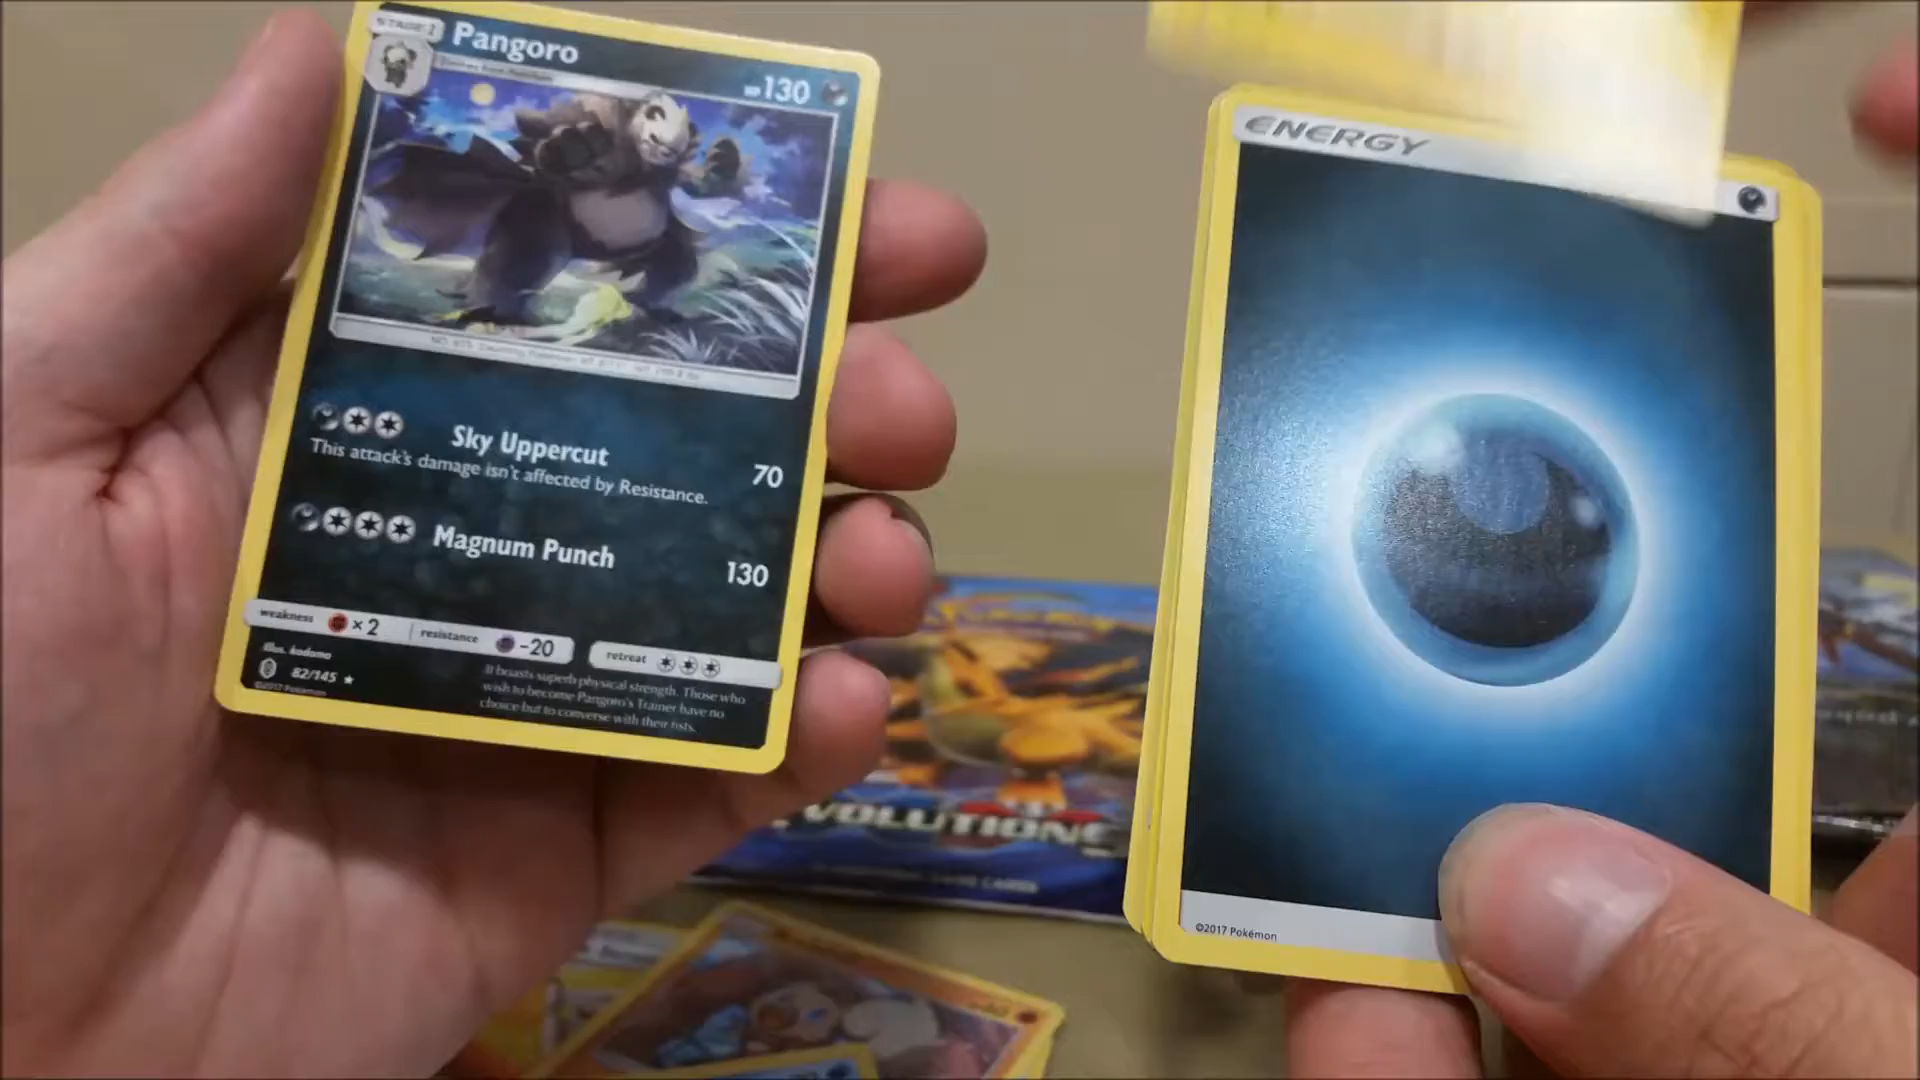 STAGE 2
Pangoro
HP 130
Sky Uppercut
70
This attack's damage isn't affected by Resistance.
Magnum Punch
130
weakness × 2 resistance -20 retreat
Illus. kodama
82/145
©2017 Pokémon
It boasts superb physical strength. Those who
wish to become Pangoro's Trainer have no
choice but to converse with their fists.
ENERGY
©2017 Pokémon
VOLUTIONS